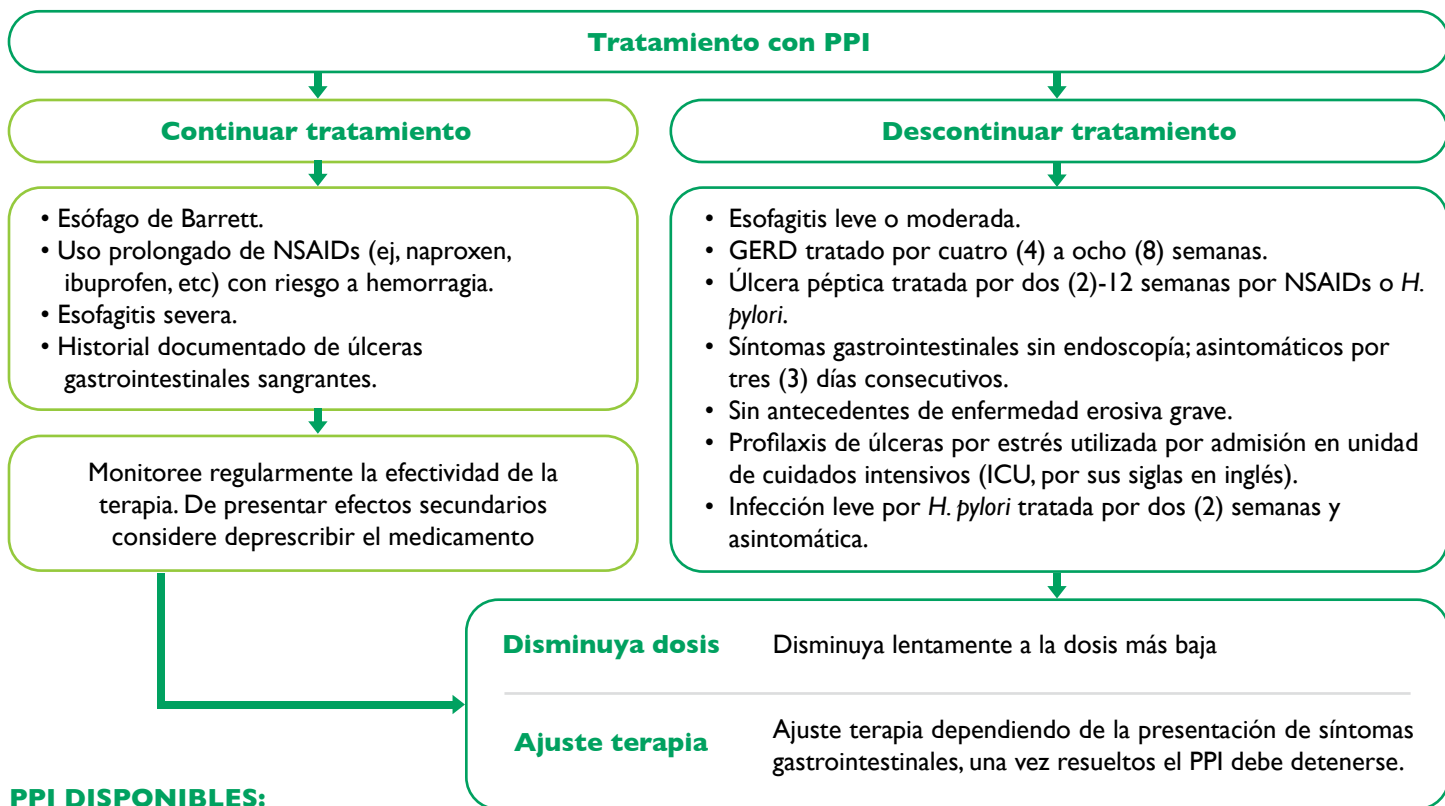 Tratamiento con PPI
Continuar tratamiento
• Esófago de Barrett.
• Uso prolongado de NSAIDs (ej, naproxen,
ibuprofen, etc) con riesgo a hemorragia.
• Esofagitis severa.
• Historial documentado de úlceras
gastrointestinales sangrantes.
Monitoree regularmente la efectividad de la
terapia. De presentar efectos secundarios
considere deprescribir el medicamento
Descontinuar tratamiento
• Esofagitis leve o moderada.
• GERD tratado por cuatro (4) a ocho (8) semanas.
• Úlcera péptica tratada por dos (2)-12 semanas por NSAIDs o H.
pylori.
• Síntomas gastrointestinales sin endoscopía; asintomáticos por
tres (3) días consecutivos.
• Sin antecedentes de enfermedad erosiva grave.
• Profilaxis de úlceras por estrés utilizada por admisión en unidad
de cuidados intensivos (ICU, por sus siglas en inglés).
• Infección leve por H. pylori tratada por dos (2) semanas y
asintomática.
Disminuya dosis Disminuya lentamente a la dosis más baja
Ajuste terapia Ajuste terapia dependiendo de la presentación de síntomas
gastrointestinales, una vez resueltos el PPI debe detenerse.
PPI DISPONIBLES: